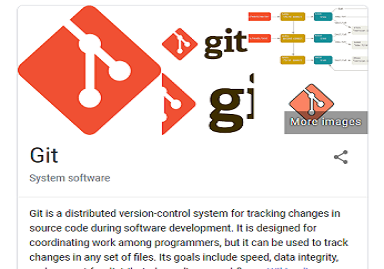 git
gi
More images
Git
System software
Git is a distributed version-control system for tracking changes in
source code during software development. It is designed for
coordinating work among programmers, but it can be used to track
changes in any set of files. Its goals include speed, data integrity,